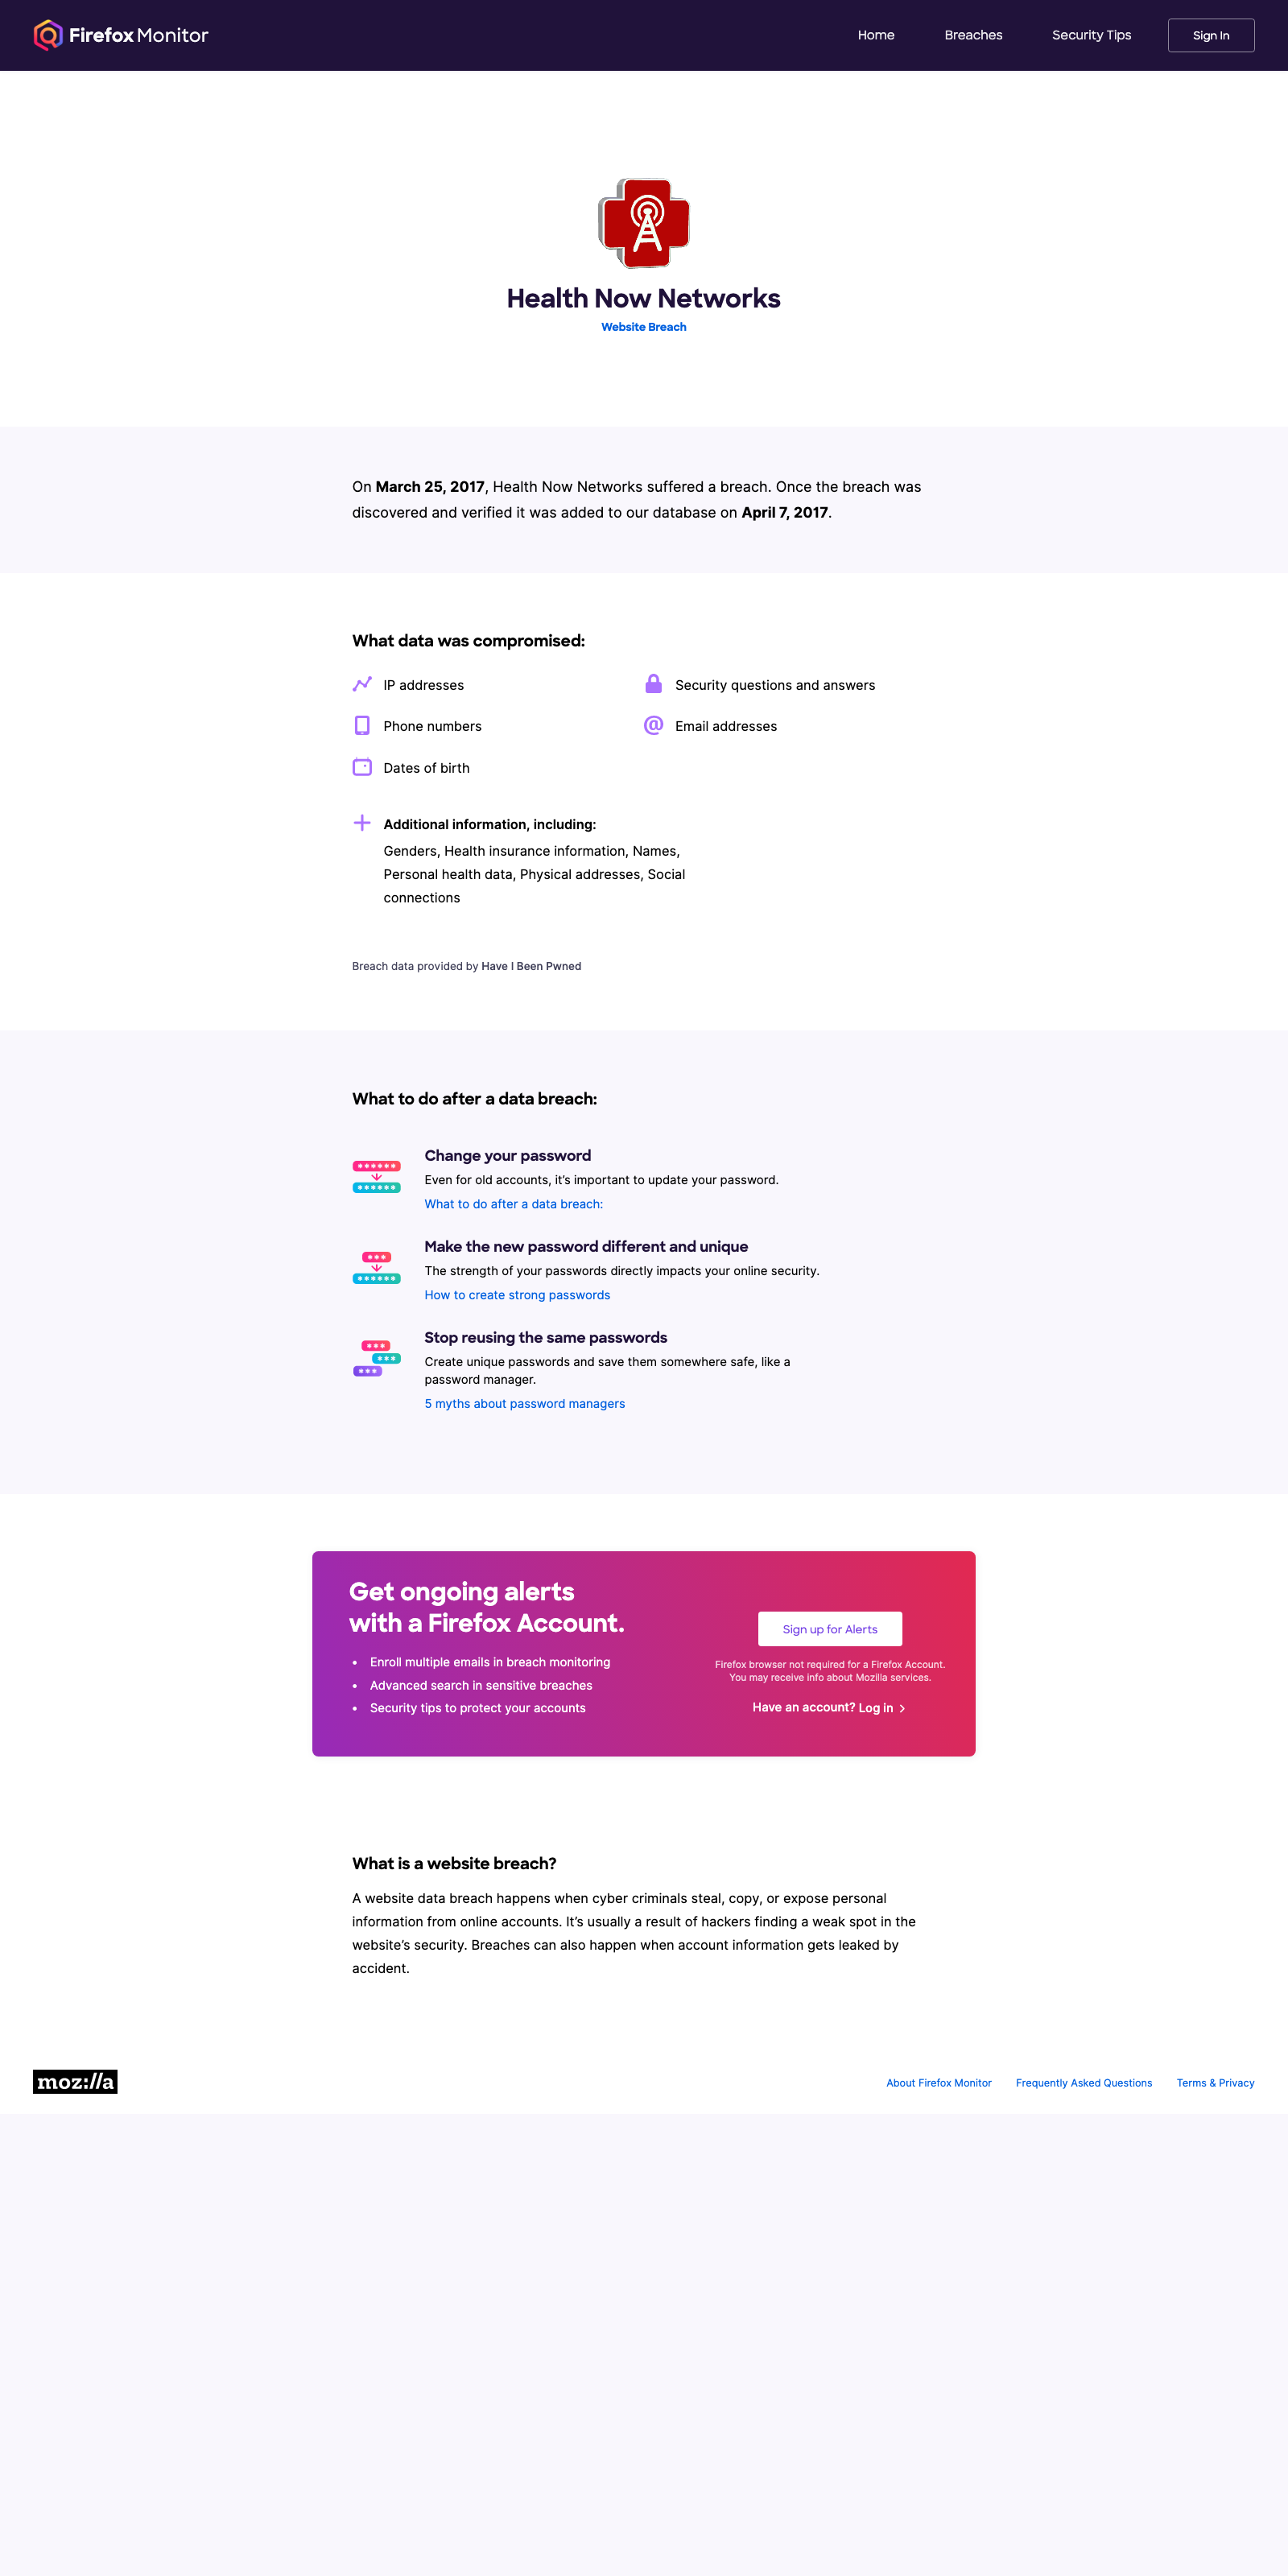 Firefox Monitor
Home Breaches Security Tips Sign In
Health Now Networks
Website Breach
On March 25, 2017, Health Now Networks suffered a breach. Once the breach was
discovered and verified it was added to our database on April 7, 2017.
What data was compromised:
IP addresses
Security questions and answers
Phone numbers
@ Email addresses
Dates of birth
Additional information, including:
Genders, Health insurance information, Names,
Personal health data, Physical addresses, Social
connections
Breach data provided by Have I Been Pwned
What to do after a data breach:
Change your password
Even for old accounts, it’s important to update your password.
What to do after a data breach:
Make the new password different and unique
The strength of your passwords directly impacts your online security.
How to create strong passwords
Stop reusing the same passwords
Create unique passwords and save them somewhere safe, like a
password manager.
5 myths about password managers
Get ongoing alerts
with a Firefox Account.
• Enroll multiple emails in breach monitoring
• Advanced search in sensitive breaches
• Security tips to protect your accounts
Sign up for Alerts
Firefox browser not required for a Firefox Account.
You may receive info about Mozilla services.
Have an account? Log in
What is a website breach?
A website data breach happens when cyber criminals steal, copy, or expose personal
information from online accounts. It’s usually a result of hackers finding a weak spot in the
website’s security. Breaches can also happen when account information gets leaked by
accident.
moz://a
About Firefox Monitor Frequently Asked Questions Terms & Privacy